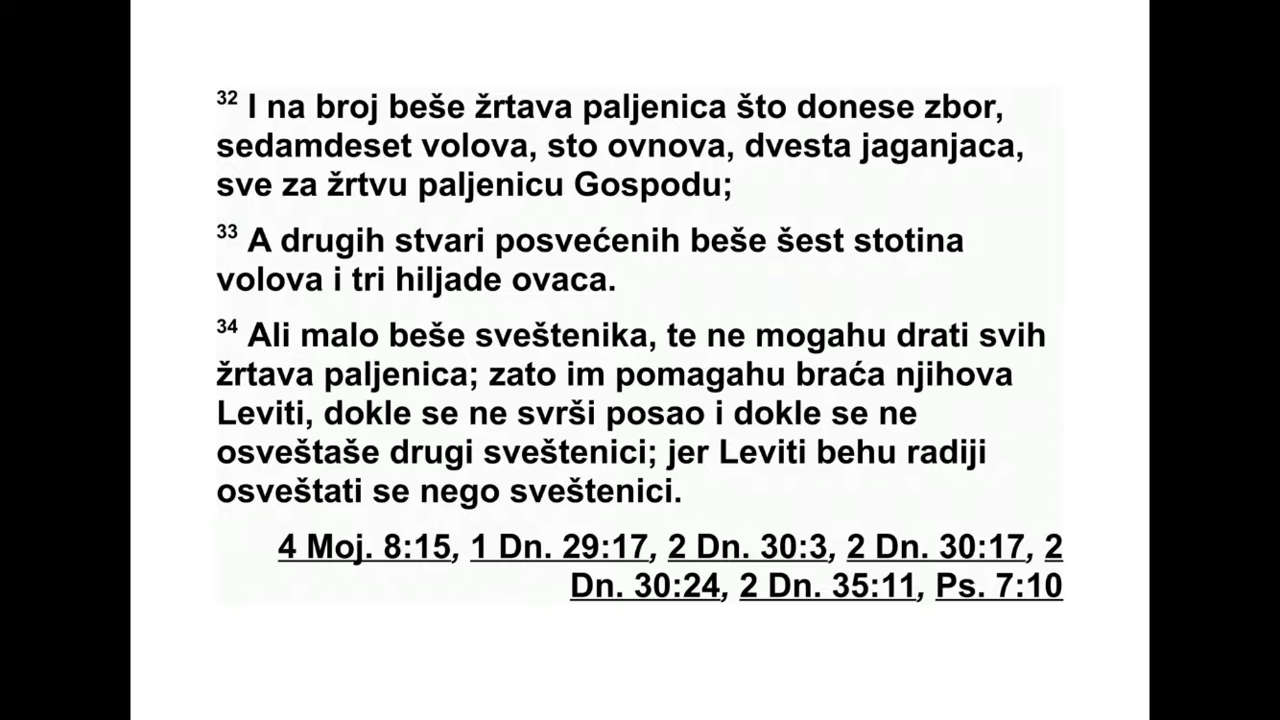 32 I na broj beše žrtava paljenica što donese zbor,
sedamdeset volova, sto ovnova, dvesta jaganjaca,
sve za žrtvu paljenicu Gospodu;
33 A drugih stvari posvećenih beše šest stotina
volova i tri hiljade ovaca.
34 Ali malo beše sveštenika, te ne mogahu drati svih
žrtava paljenica; zato im pomagahu braća njihova
Leviti, dokle se ne svrši posao i dokle se ne
osveštaše drugi sveštenici; jer Leviti behu radiji
osveštati se nego sveštenici.
4 Moj. 8:15, 1 Dn. 29:17, 2 Dn. 30:3, 2 Dn. 30:17, 2
Dn. 30:24, 2 Dn. 35:11, Ps. 7:10